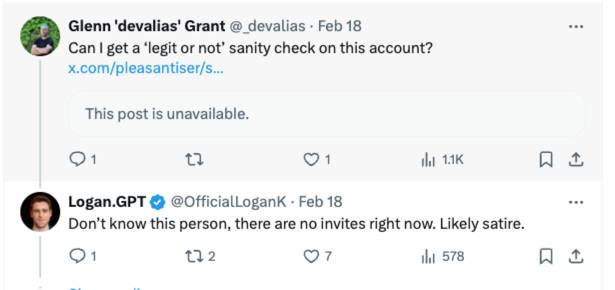 Glenn 'devalias' Grant @_devalias · Feb 18
Can I get a ‘legit or not’ sanity check on this account?
x.com/pleasantiser/s...
This post is unavailable.
1 1 1.1K
Logan.GPT @OfficialLoganK · Feb 18
Don’t know this person, there are no invites right now. Likely satire.
1 2 7 578